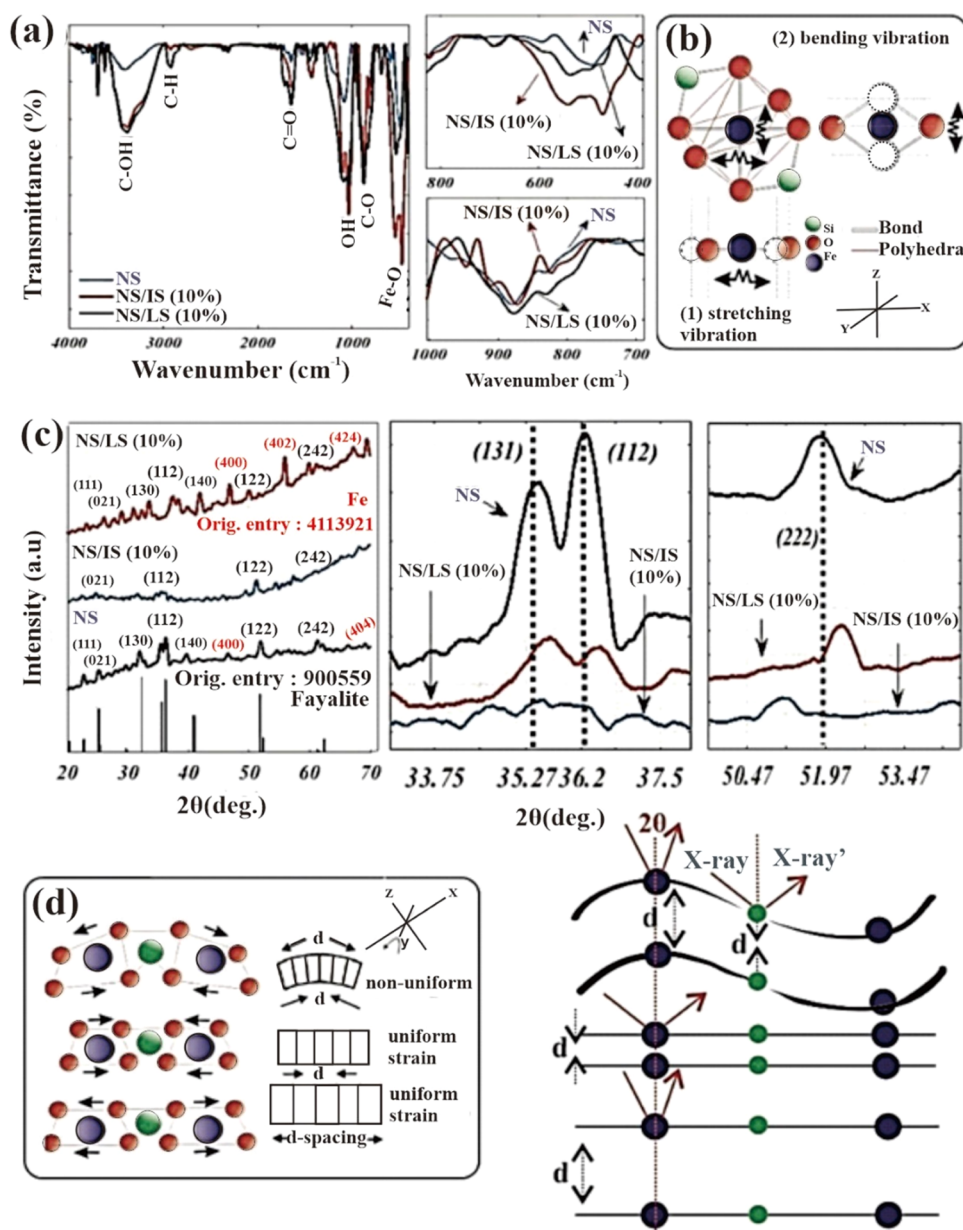 (a)
Transmittance (%)
C-OH
C-H
C=O
OH
C-O
Fe-O
NS
NS/IS (10%)
NS/LS (10%)
4000
2000
1000
Wavenumber (cm-1)
NS
NS/IS (10%)
NS/LS (10%)
800
600
400
NS/IS (10%)
NS
NS/LS (10%)
1000
900
800
700
Wavenumber (cm-1)
(b)
(2) bending vibration
Si
O
Fe
Bond
Polyhedra
(1) stretching
vibration
Z
X
Y
(c)
Intensity (a.u)
NS/LS (10%)
(111)
(021)
(130)
(112)
(140)
(400)
(122)
(402)
(242)
(424)
Fe
Orig. entry : 4113921
NS/IS (10%)
(021)
(112)
(122)
(242)
NS
(111)
(021)
(130)
(112)
(140)
(400)
(122)
(242)
(404)
Orig. entry : 900559
Fayalite
20
30
40
50
60
70
2θ(deg.)
(131)
(112)
NS
NS/LS (10%)
NS/IS
(10%)
33.75
35.27
36.2
37.5
NS
(222)
NS/LS (10%)
NS/IS (10%)
50.47
51.97
53.47
2θ(deg.)
(d)
z
x
y
d
d
non-uniform
uniform
strain
d
uniform
strain
d-spacing
20
X-ray
X-ray’
d
d
d
d